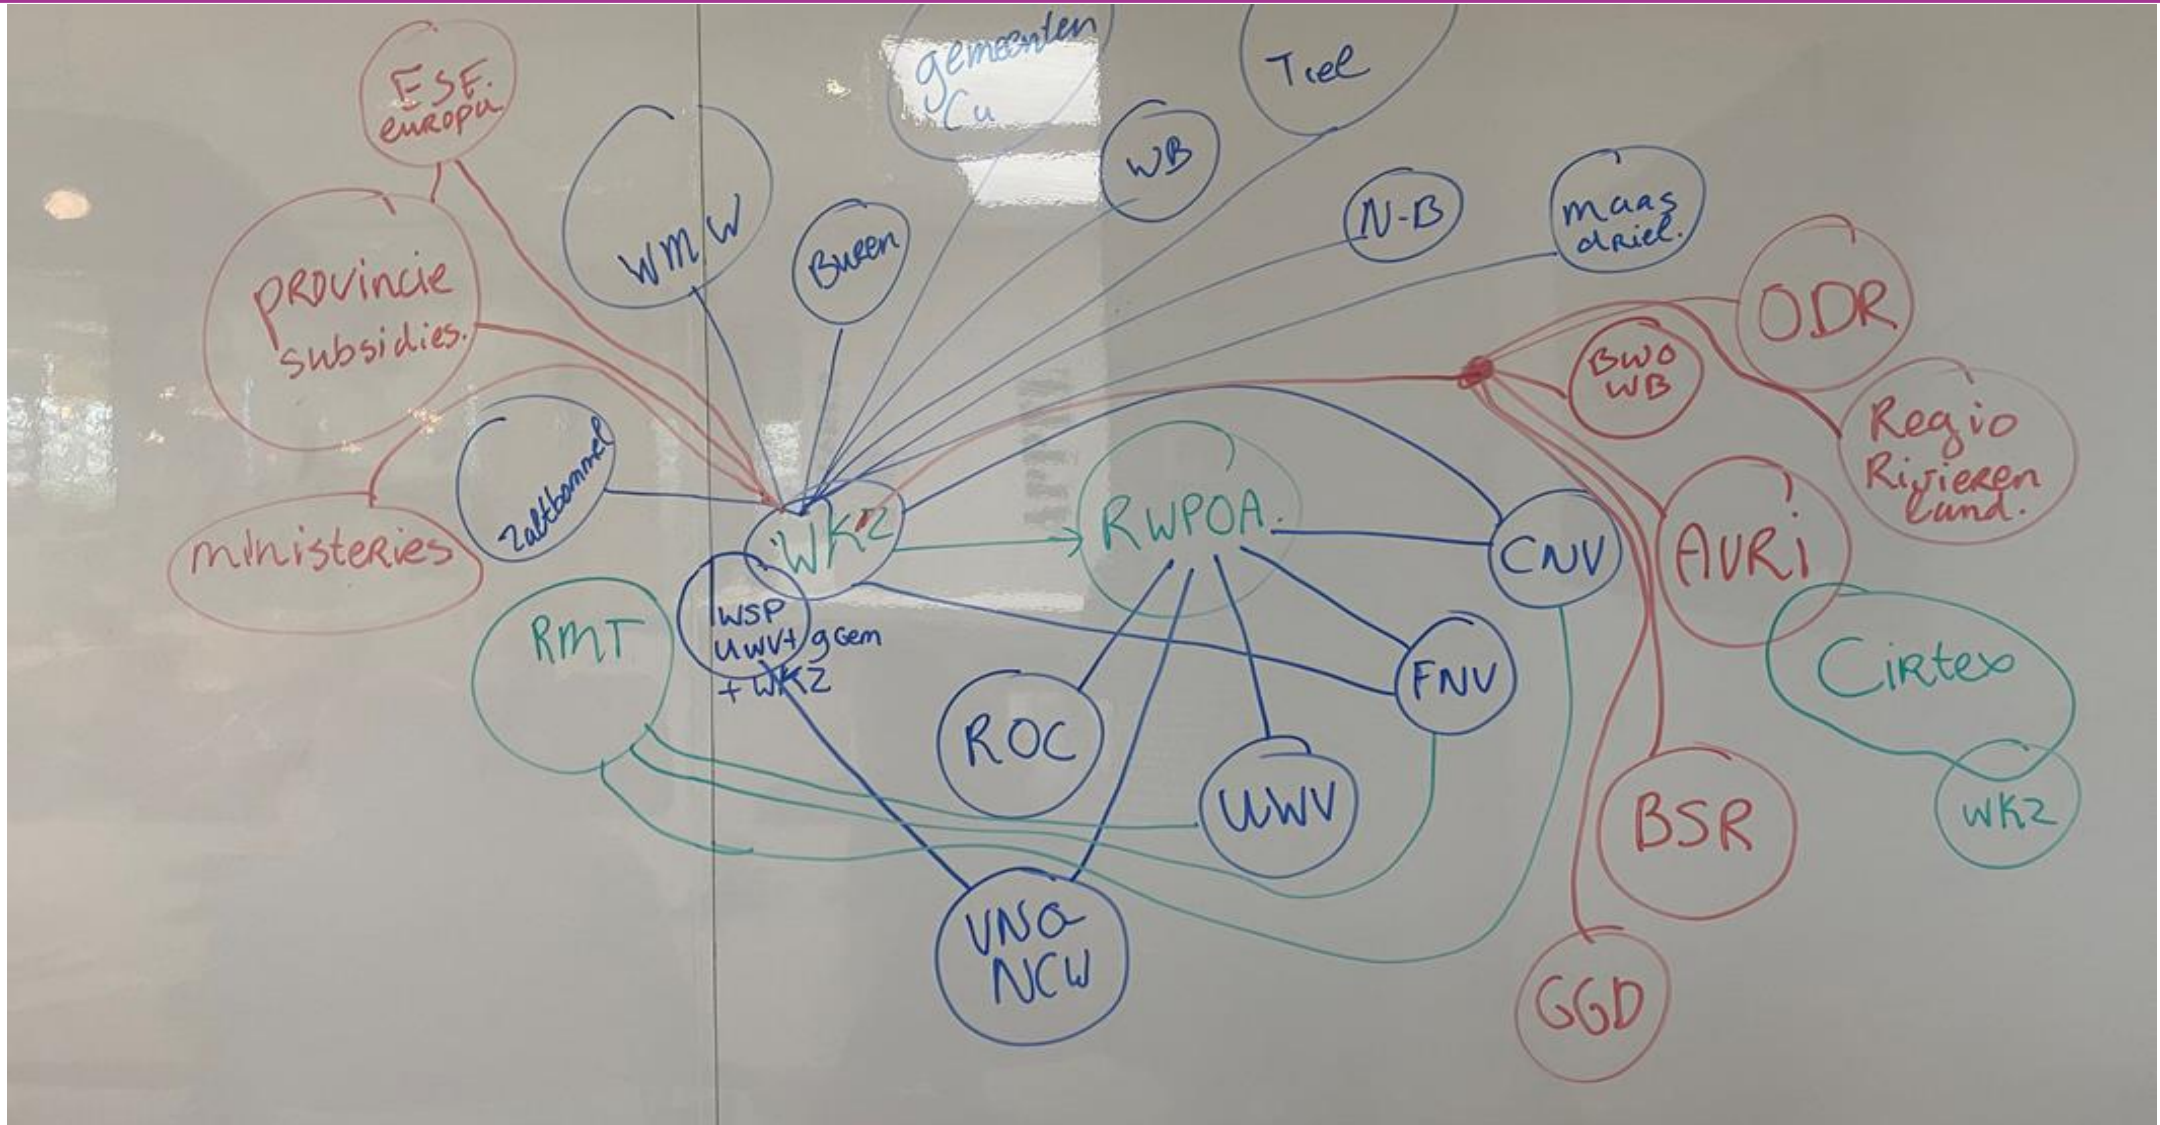 gemeenten
Cu
Tiel
ESF.
europa
WB
WMW
Buren
N-B
maas
driel.
provincie
subsidies.
ODR
BWO
WB
Regio
Rivieren
land.
Zaltbommel
ministeries
WKZ
RWPOA.
CNV
AVRi
RMT
WSP
UWV+ 9Gem
+ WKZ
FNV
Cirtex
ROC
UWV
BSR
WKZ
VNO
NCW
GGD